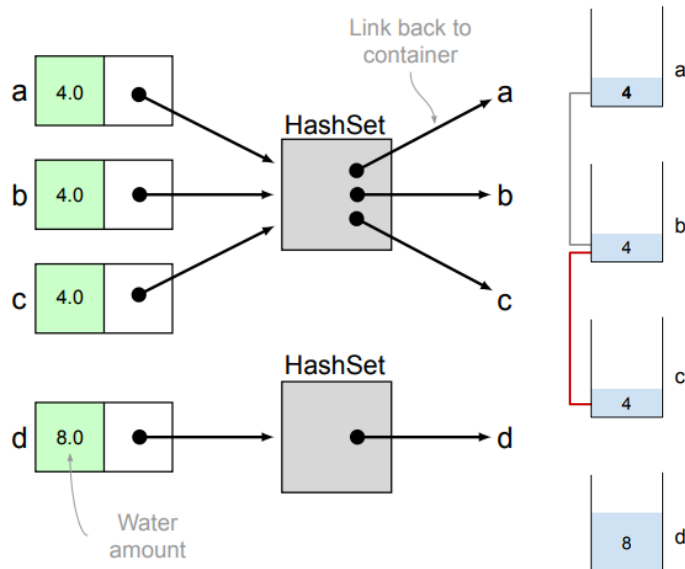 Link back to
container
a
4.0
a
HashSet
4
a
b
4.0
b
4
b
c
4.0
c
4
c
HashSet
d
8.0
d
8
d
Water
amount